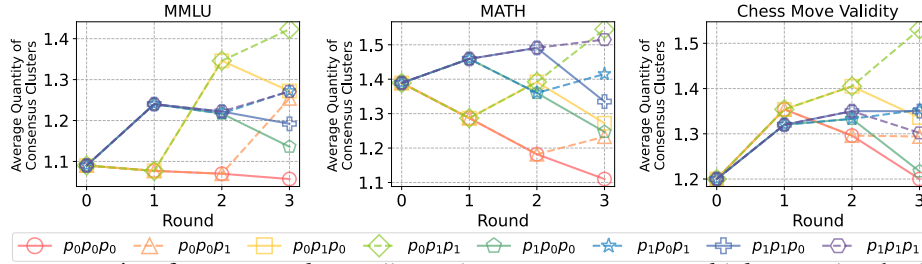 MMLU
Average Quantity of
Consensus Clusters
1.4
1.3
1.2
1.1
0 1 2 3
Round
MATH
Average Quantity of
Consensus Clusters
1.5
1.4
1.3
1.2
1.1
0 1 2 3
Round
Chess Move Validity
Average Quantity of
Consensus Clusters
1.5
1.4
1.3
1.2
0 1 2 3
Round
p₀p₀p₀ p₀p₀p₁ p₀p₁p₀ p₀p₁p₁ p₁p₀p₀ p₁p₀p₁ p₁p₁p₀ p₁p₁p₁